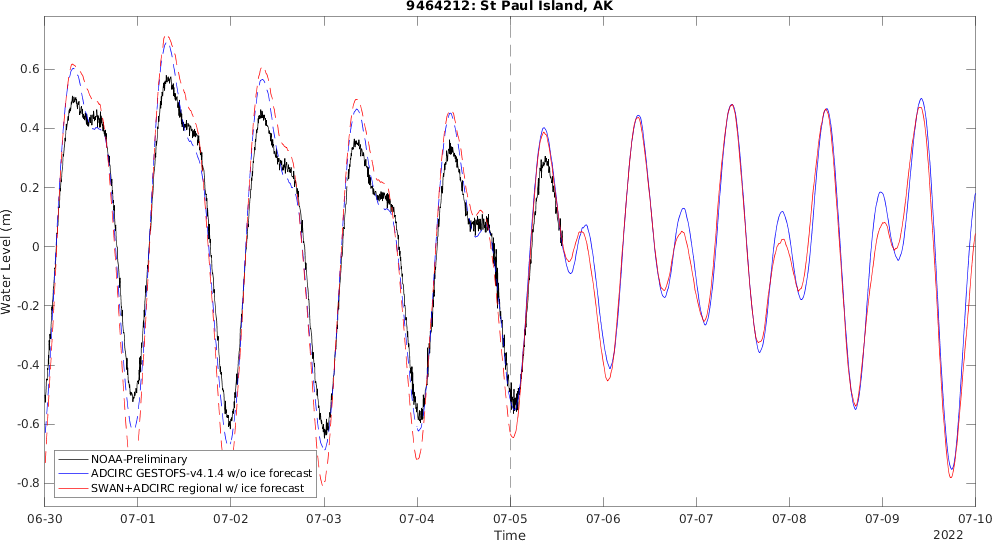 9464212: St Paul Island, AK
Water Level (m)
0.6
0.4
0.2
0
-0.2
-0.4
-0.6
-0.8
NOAA-Preliminary
ADCIRC GESTOFS-v4.1.4 w/o ice forecast
SWAN+ADCIRC regional w/ ice forecast
06-30 07-01 07-02 07-03 07-04 07-05 07-06 07-07 07-08 07-09 07-10
Time
2022